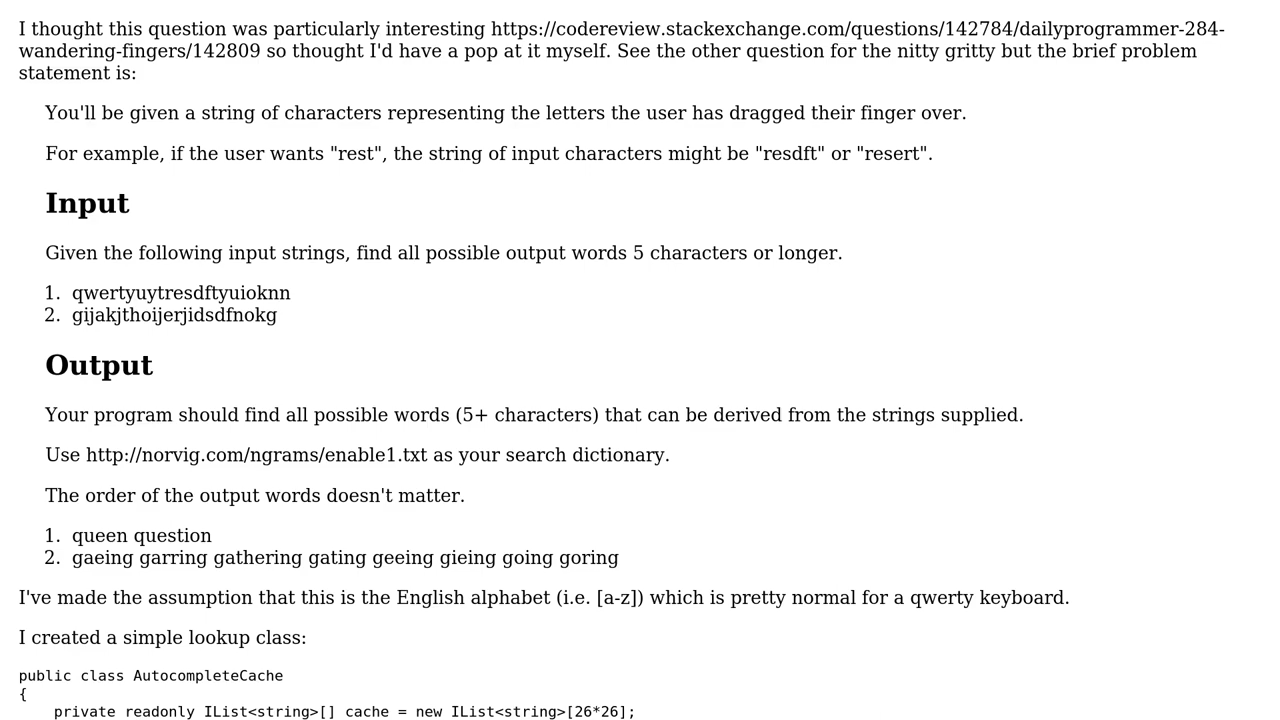 I thought this question was particularly interesting https://codereview.stackexchange.com/questions/142784/dailyprogrammer-284-
wandering-fingers/142809 so thought I'd have a pop at it myself. See the other question for the nitty gritty but the brief problem
statement is:
You'll be given a string of characters representing the letters the user has dragged their finger over.
For example, if the user wants "rest", the string of input characters might be "resdft" or "resert".
Input
Given the following input strings, find all possible output words 5 characters or longer.
1. qwertyuytresdftyuioknn
2. gijakjthoijerjidsdfnokg
Output
Your program should find all possible words (5+ characters) that can be derived from the strings supplied.
Use http://norvig.com/ngrams/enable1.txt as your search dictionary.
The order of the output words doesn't matter.
1. queen question
2. gaeing garring gathering gating geeing gieing going goring
I've made the assumption that this is the English alphabet (i.e. [a-z]) which is pretty normal for a qwerty keyboard.
I created a simple lookup class:
public class AutocompleteCache
{
    private readonly IList<string>[] cache = new IList<string>[26*26];